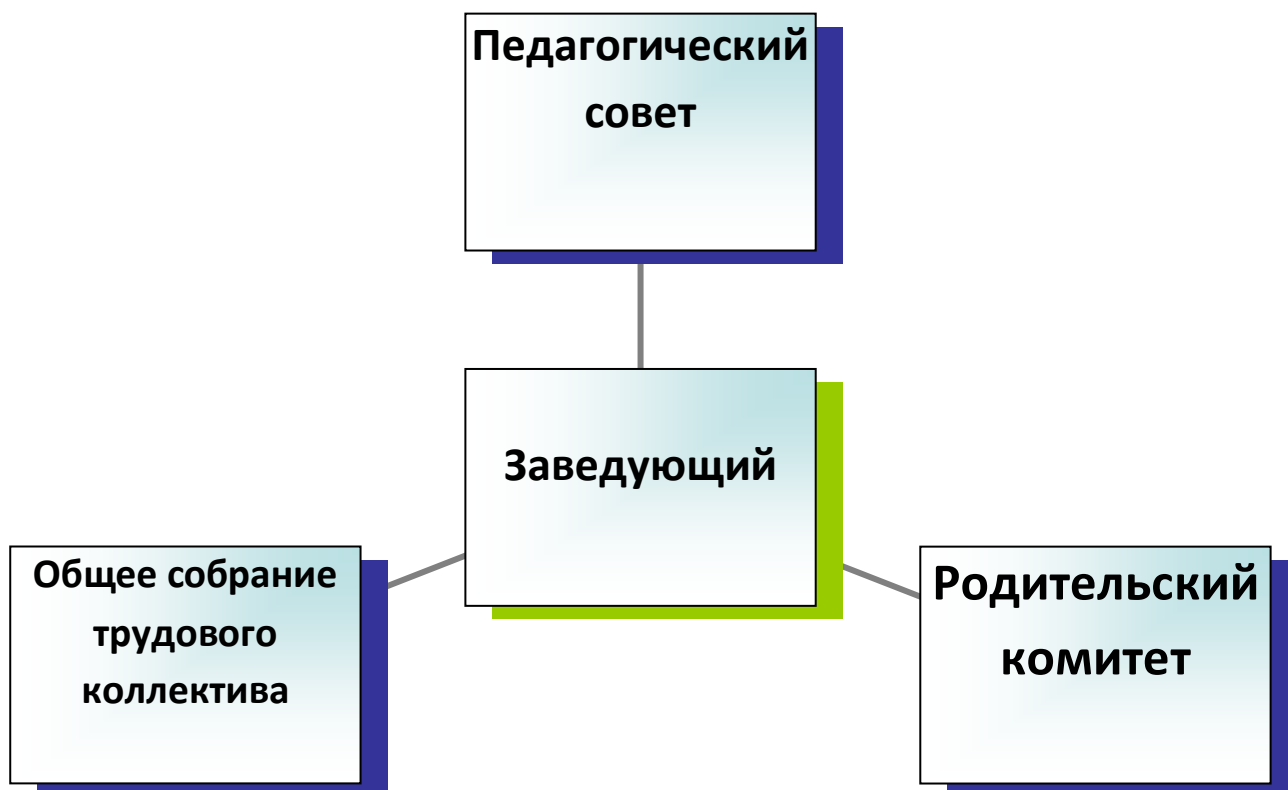 Педагогический
совет
Заведующий
Общее собрание
трудового
коллектива
Родительский
комитет